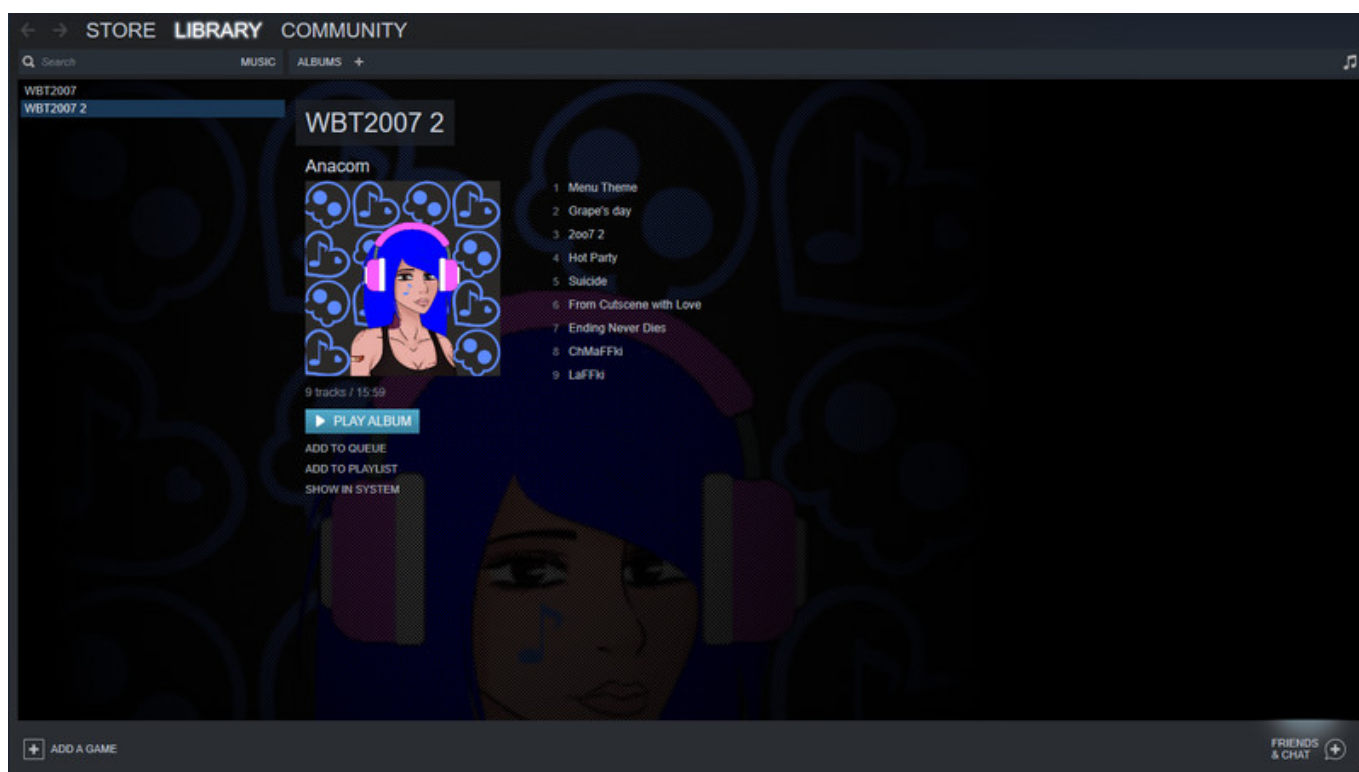 STORE LIBRARY COMMUNITY
Search MUSIC ALBUMS +
WBT2007
WBT2007 2
WBT2007 2
Anacom
1 Menu Theme
2 Grape's day
3 2oo7 2
4 Hot Party
5 Suicide
6 From Cutscene with Love
7 Ending Never Dies
8 ChMaFFki
9 LaFFki
9 tracks / 15:59
PLAY ALBUM
ADD TO QUEUE
ADD TO PLAYLIST
SHOW IN SYSTEM
ADD A GAME
FRIENDS
& CHAT